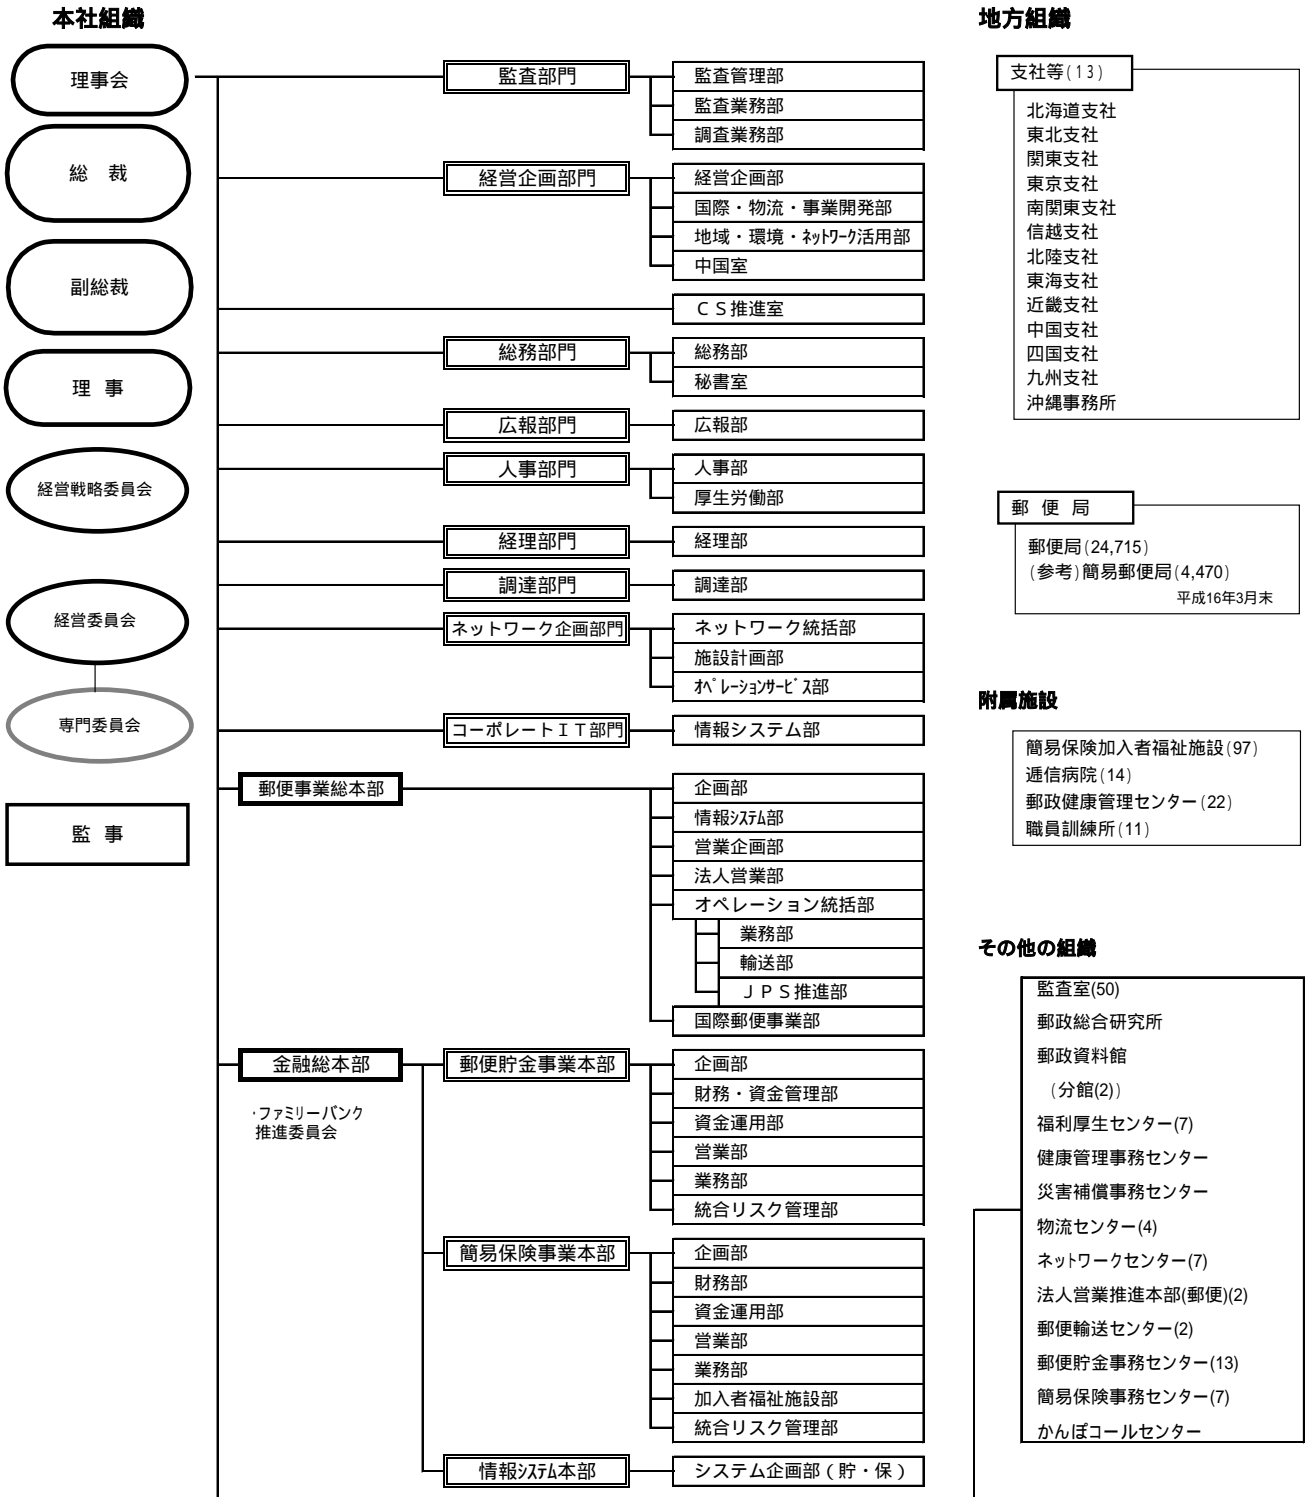 本社組織
理事会
総 裁
副総裁
理 事
経営戦略委員会
経営委員会
専門委員会
監 事
監査部門
監査管理部
監査業務部
調査業務部
経営企画部門
経営企画部
国際・物流・事業開発部
地域・環境・ﾈｯﾄﾜｰｸ活用部
中国室
ＣＳ推進室
総務部門
総務部
秘書室
広報部門
広報部
人事部門
人事部
厚生労働部
経理部門
経理部
調達部門
調達部
ネットワーク企画部門
ネットワーク統括部
施設計画部
ｵﾍﾟﾚｰｼｮﾝｻｰﾋﾞｽ部
コーポレートＩＴ部門
情報システム部
郵便事業総本部
企画部
情報ｼｽﾃﾑ部
営業企画部
法人営業部
オペレーション統括部
業務部
輸送部
ＪＰＳ推進部
国際郵便事業部
金融総本部
・ファミリーバンク
推進委員会
郵便貯金事業本部
企画部
財務・資金管理部
資金運用部
営業部
業務部
統合リスク管理部
簡易保険事業本部
企画部
財務部
資金運用部
営業部
業務部
加入者福祉施設部
統合リスク管理部
情報ｼｽﾃﾑ本部
システム企画部（貯・保）
地方組織
支社等(13)
北海道支社
東北支社
関東支社
東京支社
南関東支社
信越支社
北陸支社
東海支社
近畿支社
中国支社
四国支社
九州支社
沖縄事務所
郵 便 局
郵便局(24,715)
(参考)簡易郵便局(4,470)
平成16年3月末
附属施設
簡易保険加入者福祉施設(97)
逓信病院(14)
郵政健康管理センター(22)
職員訓練所(11)
その他の組織
監査室(50)
郵政総合研究所
郵政資料館
(分館(2))
福利厚生センター(7)
健康管理事務センター
災害補償事務センター
物流センター(4)
ネットワークセンター(7)
法人営業推進本部(郵便)(2)
郵便輸送センター(2)
郵便貯金事務センター(13)
簡易保険事務センター(7)
かんぽコールセンター